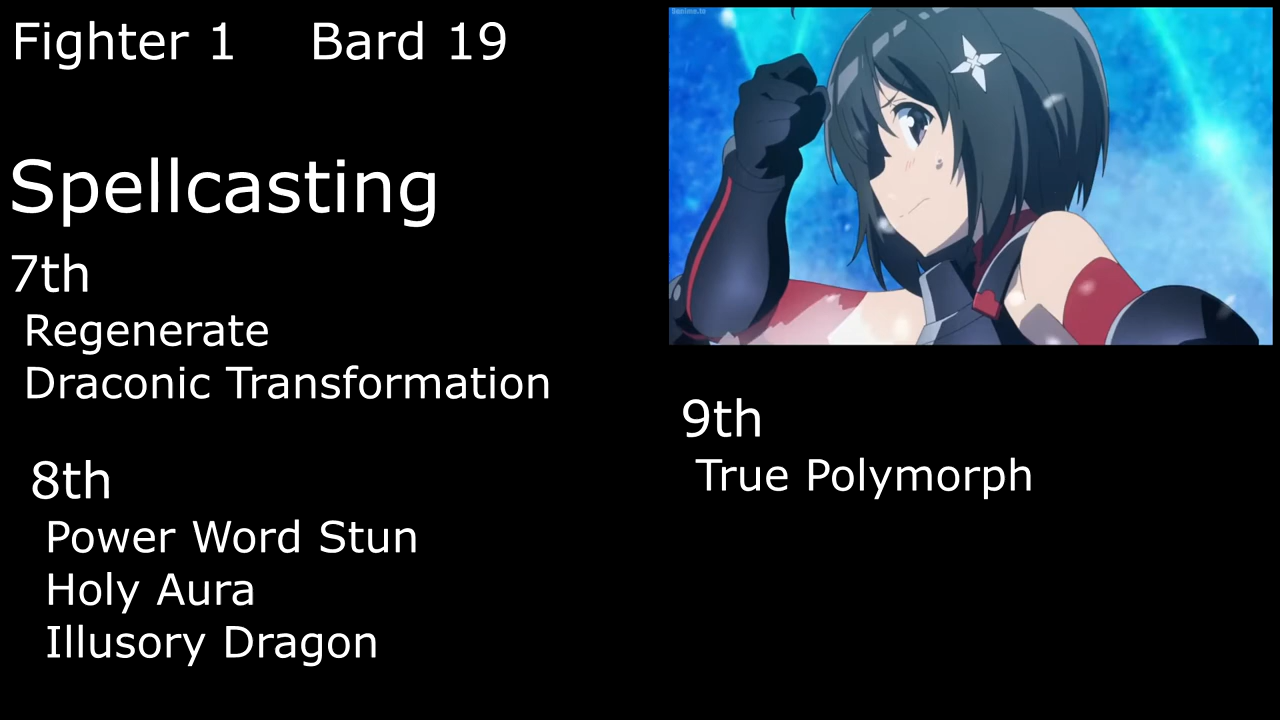 Fighter 1 Bard 19
Spellcasting
7th
Regenerate
Draconic Transformation
8th
Power Word Stun
Holy Aura
Illusory Dragon
9th
True Polymorph